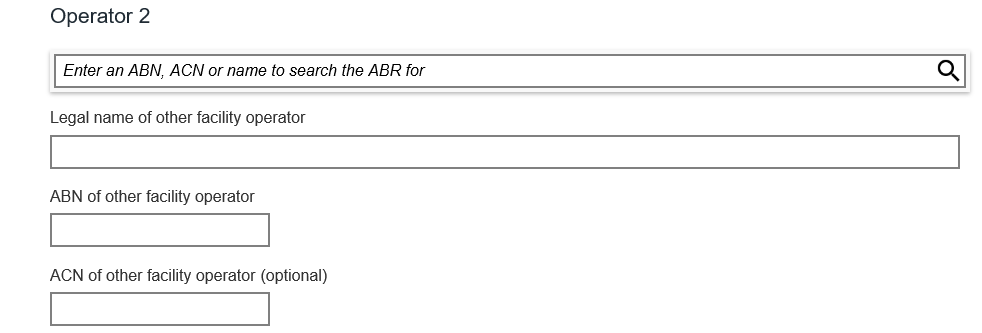 Operator 2
Enter an ABN, ACN or name to search the ABR for
Legal name of other facility operator
ABN of other facility operator
ACN of other facility operator (optional)